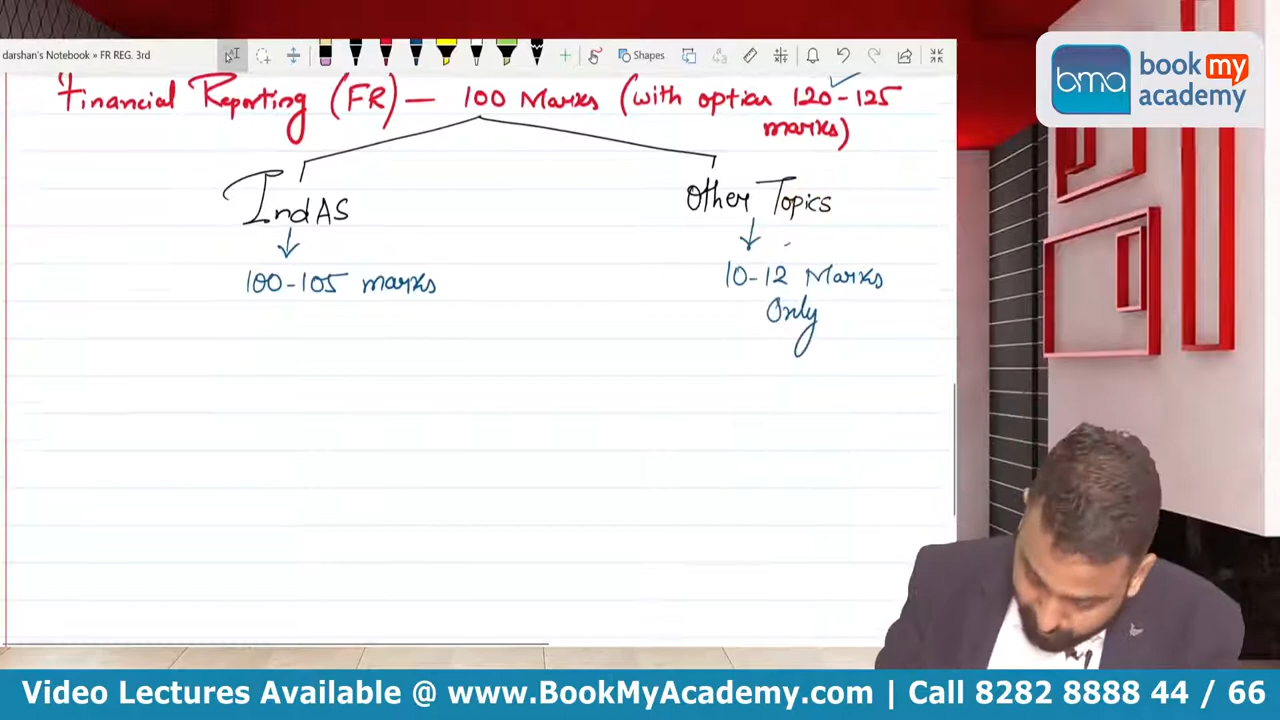 darshan's Notebook » FR REG. 3rd
Shapes
book my
academy
bma
Financial Reporting (FR) — 100 Marks (with option 120-125
marks)
IndAS
Other Topics
100-105 marks
10-12 Marks
Only
Video Lectures Available @ www.BookMyAcademy.com | Call 8282 8888 44 / 66